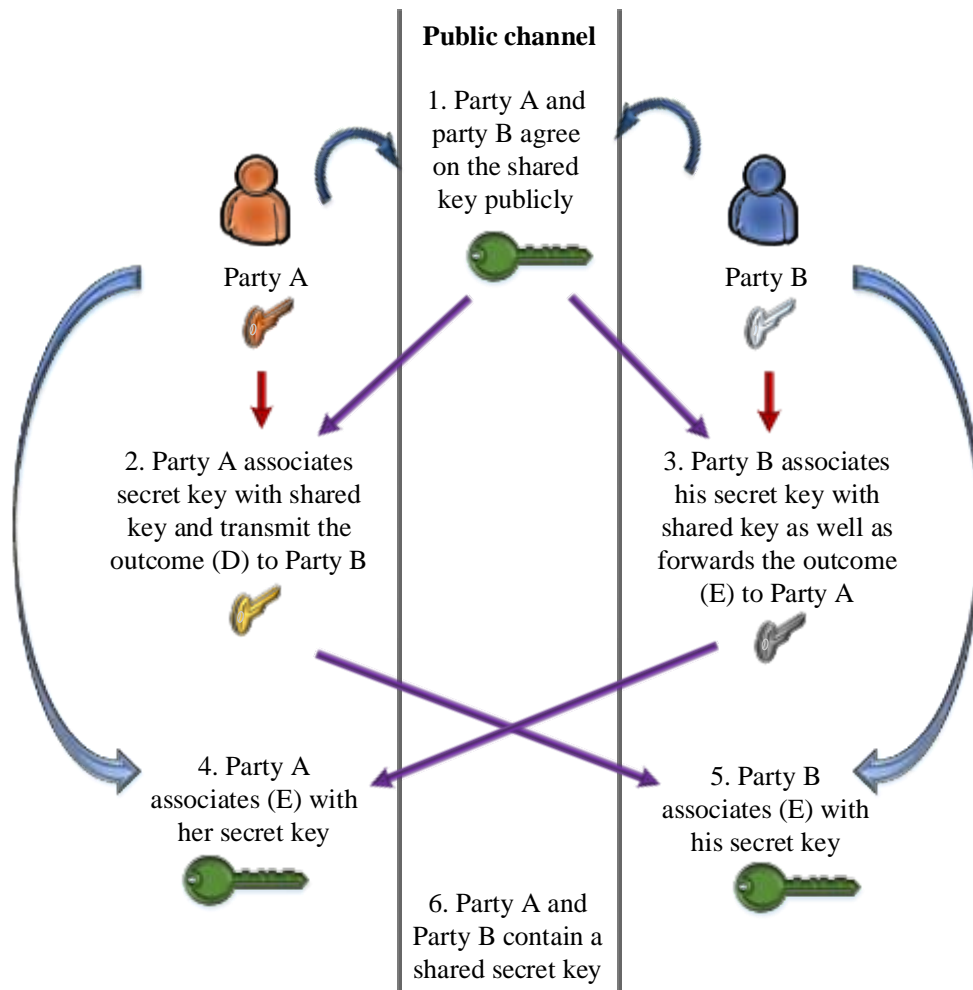 Public channel
1. Party A and
party B agree
on the shared
key publicly
Party A
Party B
2. Party A associates
secret key with shared
key and transmit the
outcome (D) to Party B
3. Party B associates
his secret key with
shared key as well as
forwards the outcome
(E) to Party A
4. Party A
associates (E) with
her secret key
5. Party B
associates (E) with
his secret key
6. Party A and
Party B contain a
shared secret key